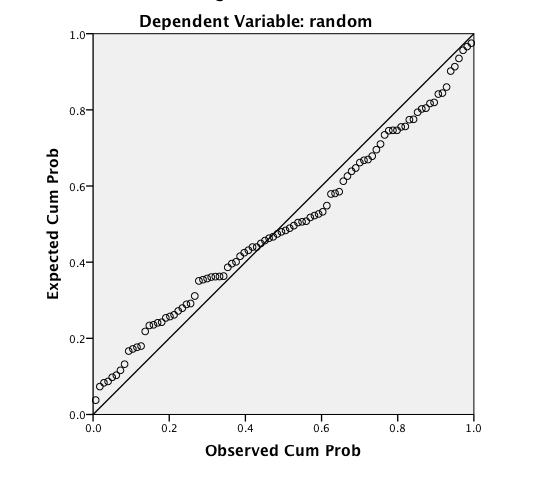 Dependent Variable: random
1.0
0.8
0.6
0.4
0.2
0.0
Expected Cum Prob
0.0 0.2 0.4 0.6 0.8 1.0
Observed Cum Prob